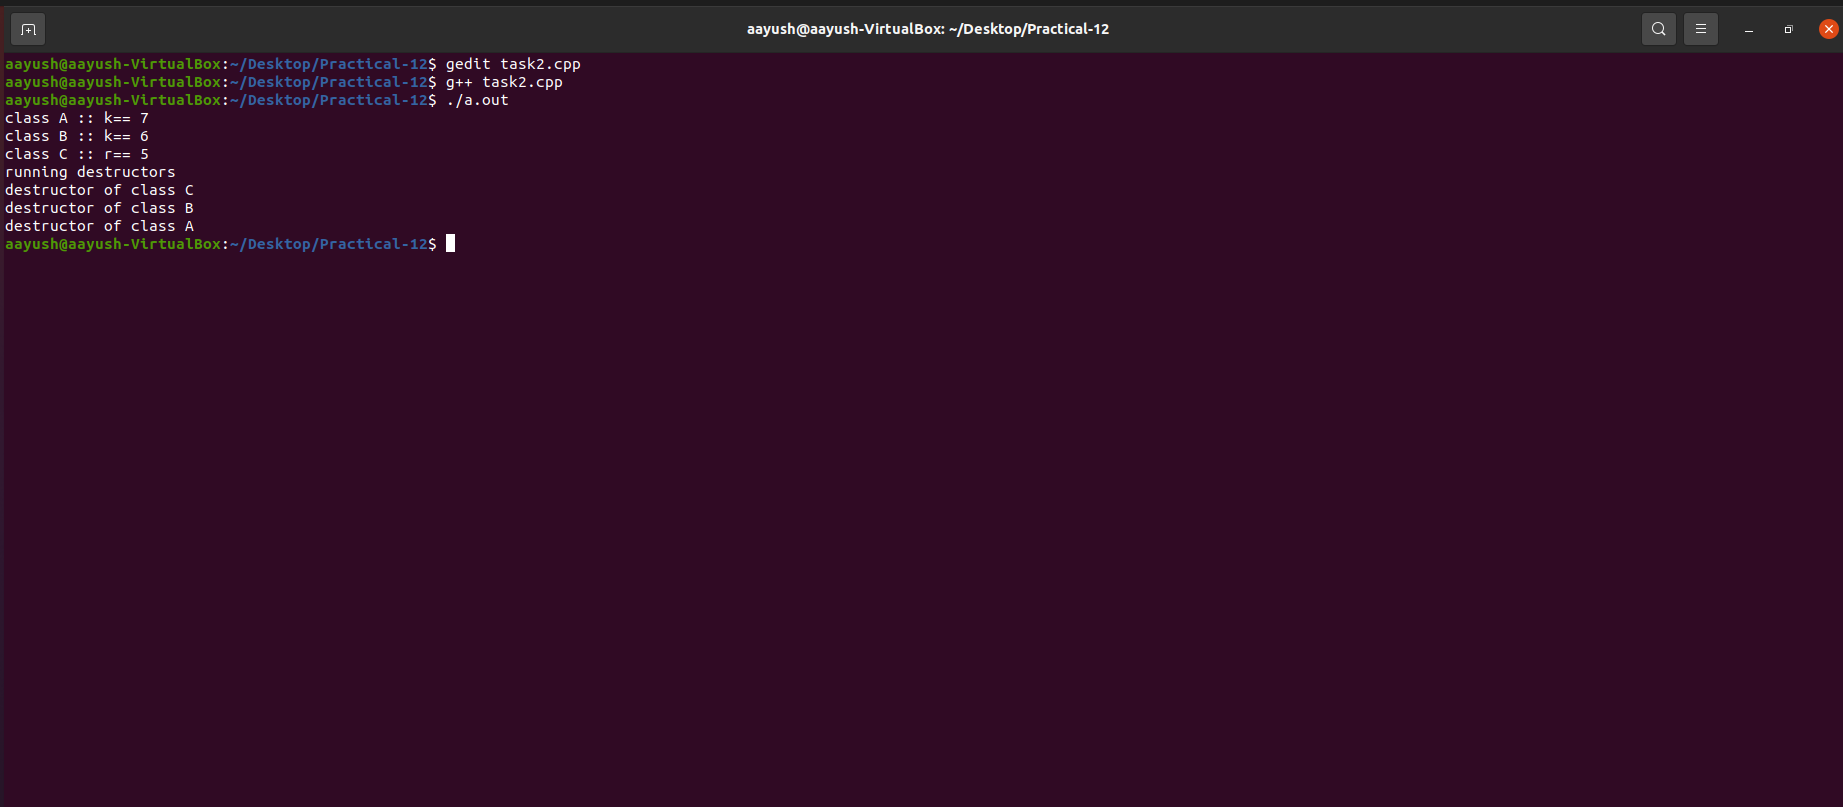 aayush@aayush-VirtualBox: ~/Desktop/Practical-12
aayush@aayush-VirtualBox:~/Desktop/Practical-12$ gedit task2.cpp
aayush@aayush-VirtualBox:~/Desktop/Practical-12$ g++ task2.cpp
aayush@aayush-VirtualBox:~/Desktop/Practical-12$ ./a.out
class A :: k== 7
class B :: k== 6
class C :: r== 5
running destructors
destructor of class C
destructor of class B
destructor of class A
aayush@aayush-VirtualBox:~/Desktop/Practical-12$